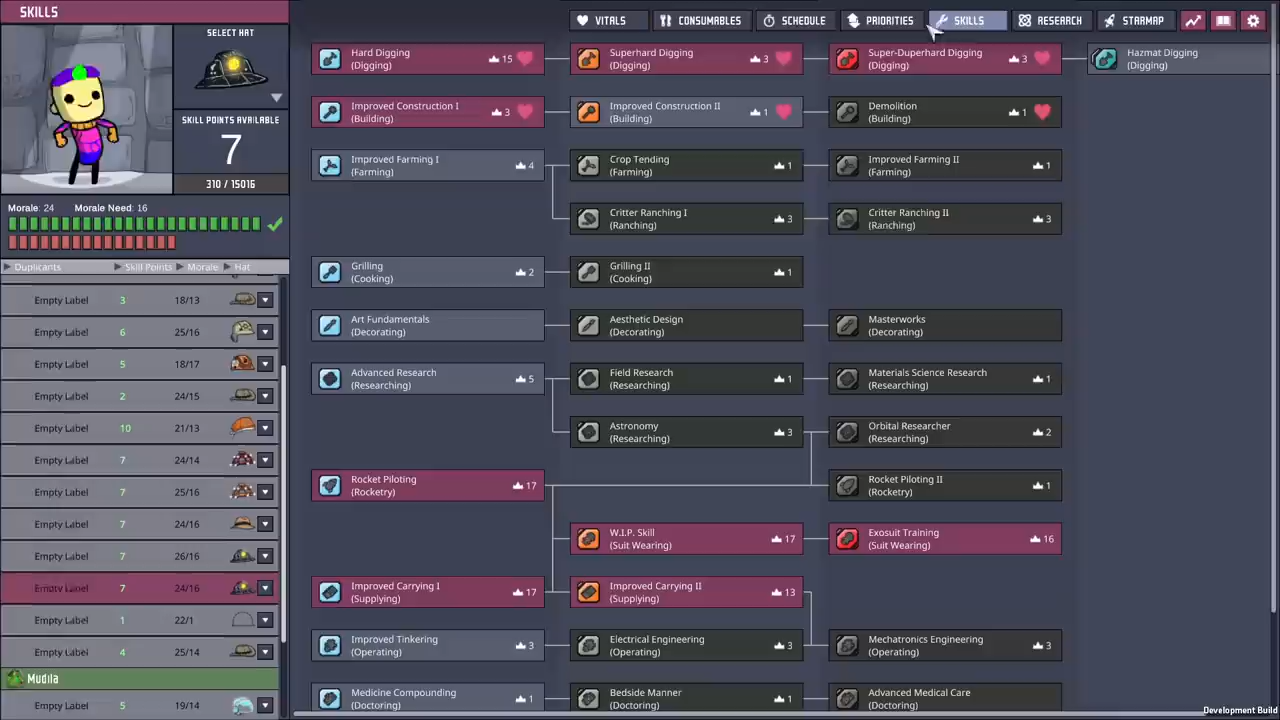 SKILLS
VITALS
CONSUMABLES
SCHEDULE
PRIORITIES
SKILLS
RESEARCH
STARMAP
SELECT HAT
SKILL POINTS AVAILABLE
7
310 / 15016
Morale: 24 Morale Need: 16
Duplicants Skill Points Morale Hat
Empty Label 3 18/13
Empty Label 6 25/16
Empty Label 5 18/17
Empty Label 2 24/15
Empty Label 10 21/13
Empty Label 7 24/14
Empty Label 7 25/16
Empty Label 7 24/16
Empty Label 7 26/16
Empty Label 7 24/16
Empty Label 1 22/1
Empty Label 4 25/14
Mudila
Empty Label 5 19/14
Hard Digging
(Digging)
15
Superhard Digging
(Digging)
3
Super-Duperhard Digging
(Digging)
3
Hazmat Digging
(Digging)
Improved Construction I
(Building)
3
Improved Construction II
(Building)
1
Demolition
(Building)
1
Improved Farming I
(Farming)
4
Crop Tending
(Farming)
1
Improved Farming II
(Farming)
1
Critter Ranching I
(Ranching)
3
Critter Ranching II
(Ranching)
3
Grilling
(Cooking)
2
Grilling II
(Cooking)
1
Art Fundamentals
(Decorating)
Aesthetic Design
(Decorating)
Masterworks
(Decorating)
Advanced Research
(Researching)
5
Field Research
(Researching)
1
Materials Science Research
(Researching)
1
Astronomy
(Researching)
3
Orbital Researcher
(Researching)
2
Rocket Piloting
(Rocketry)
17
Rocket Piloting II
(Rocketry)
1
W.I.P. Skill
(Suit Wearing)
17
Exosuit Training
(Suit Wearing)
16
Improved Carrying I
(Supplying)
17
Improved Carrying II
(Supplying)
13
Improved Tinkering
(Operating)
3
Electrical Engineering
(Operating)
3
Mechatronics Engineering
(Operating)
3
Medicine Compounding
(Doctoring)
1
Bedside Manner
(Doctoring)
1
Advanced Medical Care
(Doctoring)
Development Build